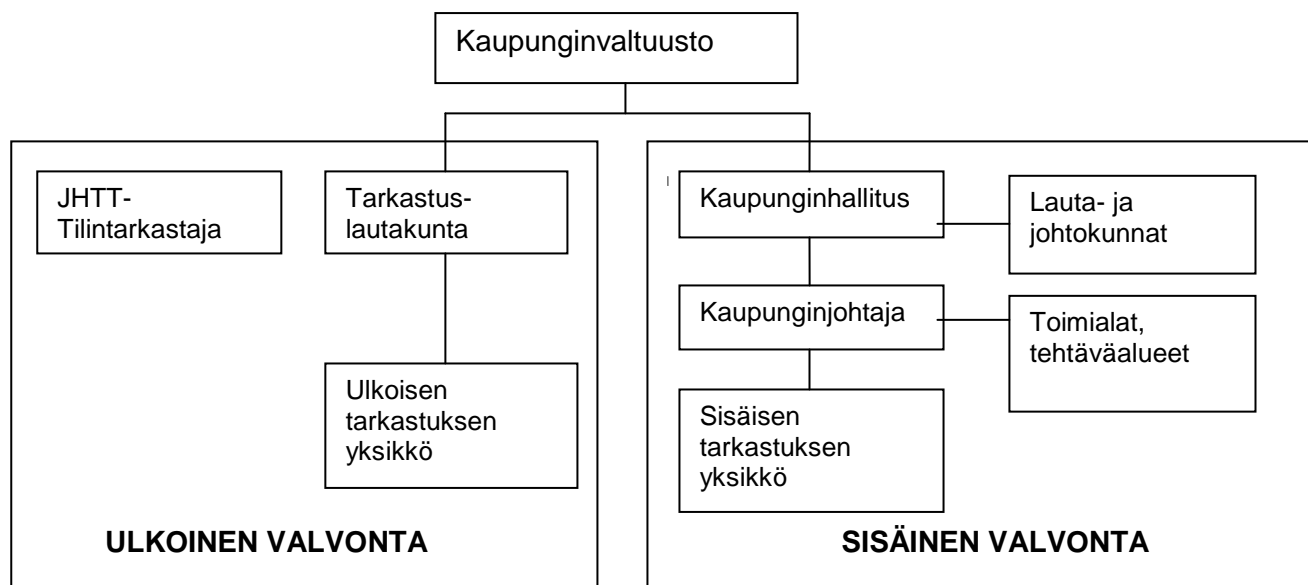 Kaupunginvaltuusto
JHTT-
Tilintarkastaja
Tarkastus-
lautakunta
Ulkoisen
tarkastuksen
yksikkö
ULKOINEN VALVONTA
Kaupunginhallitus
Lauta- ja
johtokunnat
Kaupunginjohtaja
Toimialat,
tehtäväalueet
Sisäisen
tarkastuksen
yksikkö
SISÄINEN VALVONTA